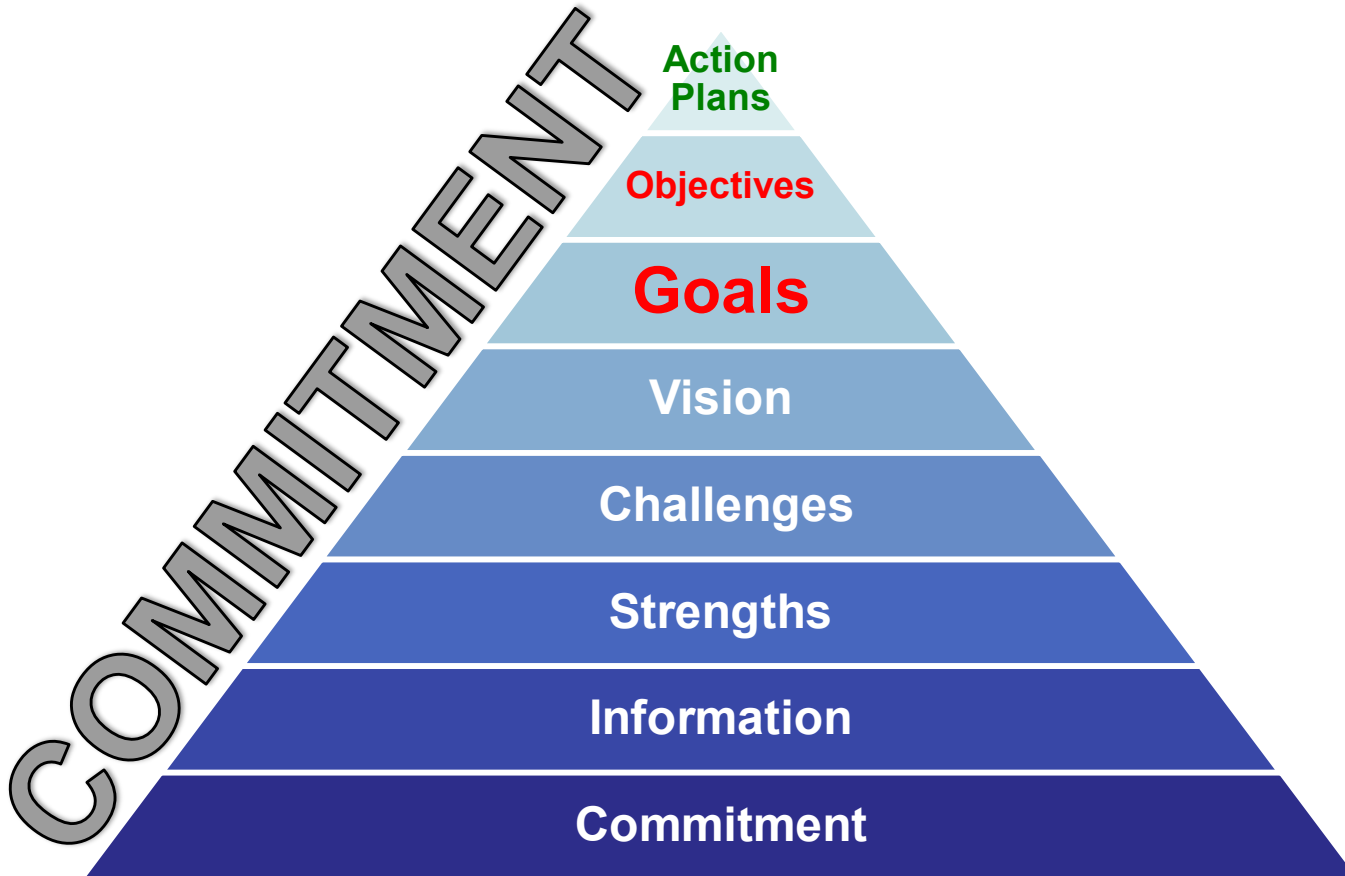 COMMITMENT
Action
Plans
Objectives
Goals
Vision
Challenges
Strengths
Information
Commitment